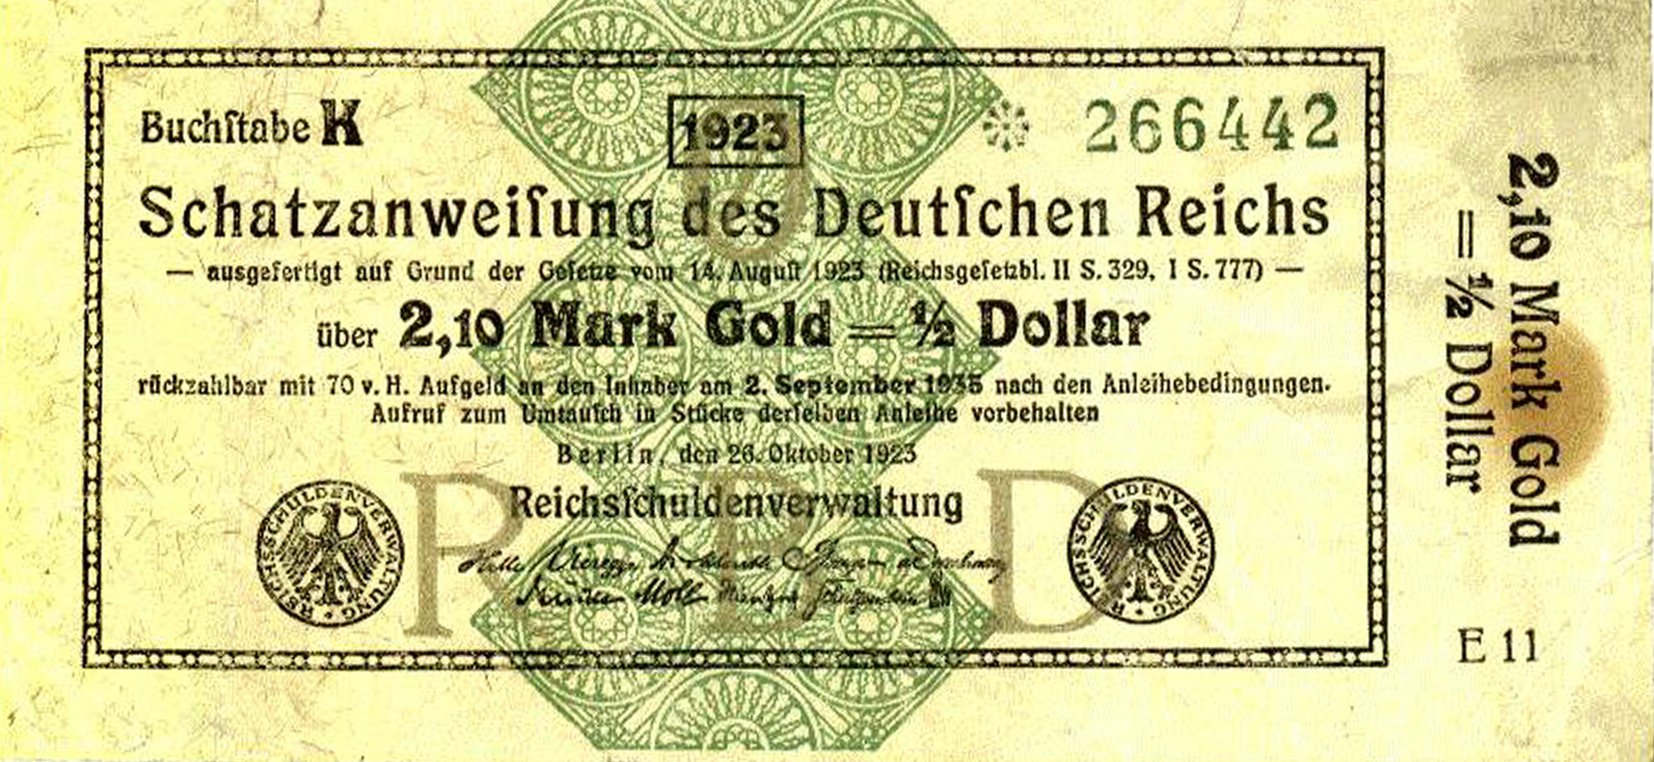 Buchſtabe K
1923
※ 266442
Schatzanweiſung des Deutſchen Reichs
— ausgefertigt auf Grund der Geſetze vom 14. Auguſt 1923 (Reichsgeſetzbl. II S. 329, I S. 777) —
über 2,10 Mark Gold = ½ Dollar
rückzahlbar mit 70 v. H. Aufgeld an den Inhaber am 2. September 1935 nach den Anleihebedingungen.
Aufruf zum Umtauſch in Stücke derſelben Anleihe vorbehalten
Berlin, den 26. Oktober 1923
Reichsſchuldenverwaltung
REICHSSCHULDENVERWALTUNG
REICHSSCHULDENVERWALTUNG
R B D
2,10 Mark Gold
= ½ Dollar
E 11